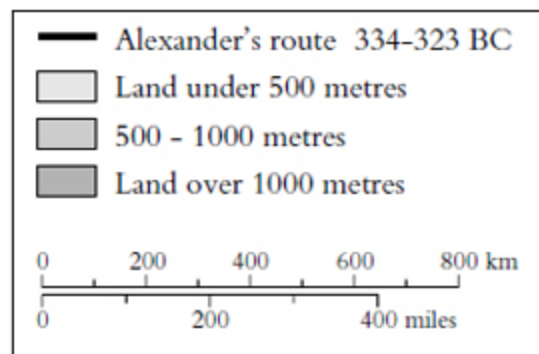 Alexander's route 334-323 BC
Land under 500 metres
500 - 1000 metres
Land over 1000 metres
0 200 400 600 800 km
0 200 400 miles